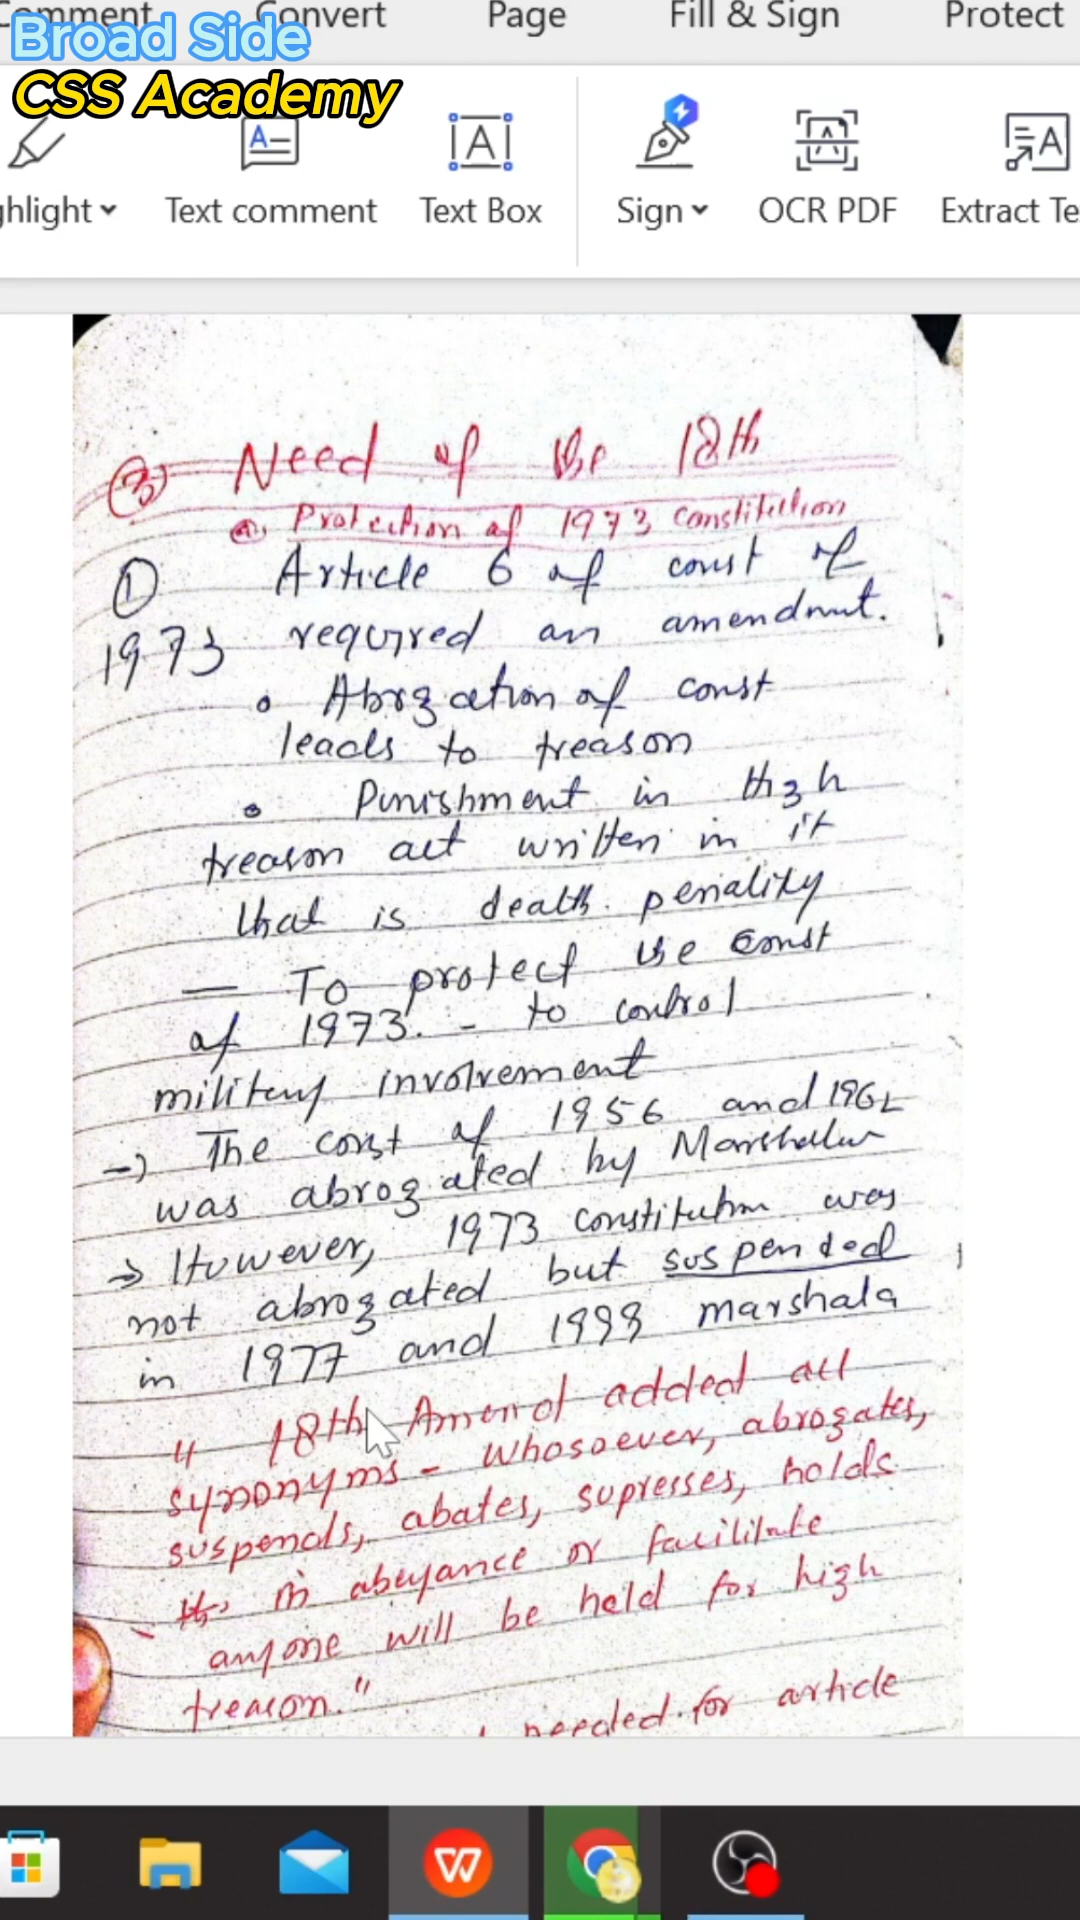 Comment Convert Page Fill & Sign Protect
Broad Side
CSS Academy
ghlight Text comment Text Box Sign OCR PDF Extract Te
3) Need of the 18th
a) Protection of 1973 constitution
① Article 6 of const of
1973 required an amendmnt.
• Abrogation of const
leads to treason
• Punishment in High
treason act written in it
that is death penality
— To protect the const
of 1973. - to control
military involvement
→ The const of 1956 and 1962
was abrogated by Marshallw
→ However, 1973 constitution was
not abrogated but suspended
in 1977 and 1999 marshala
" 18th Amend added all
synonyms - Whosoever, abrogates,
suspends, abates, supresses, holds
in abeyance or facilitate
anyone will be held for high
treason."
needed for article